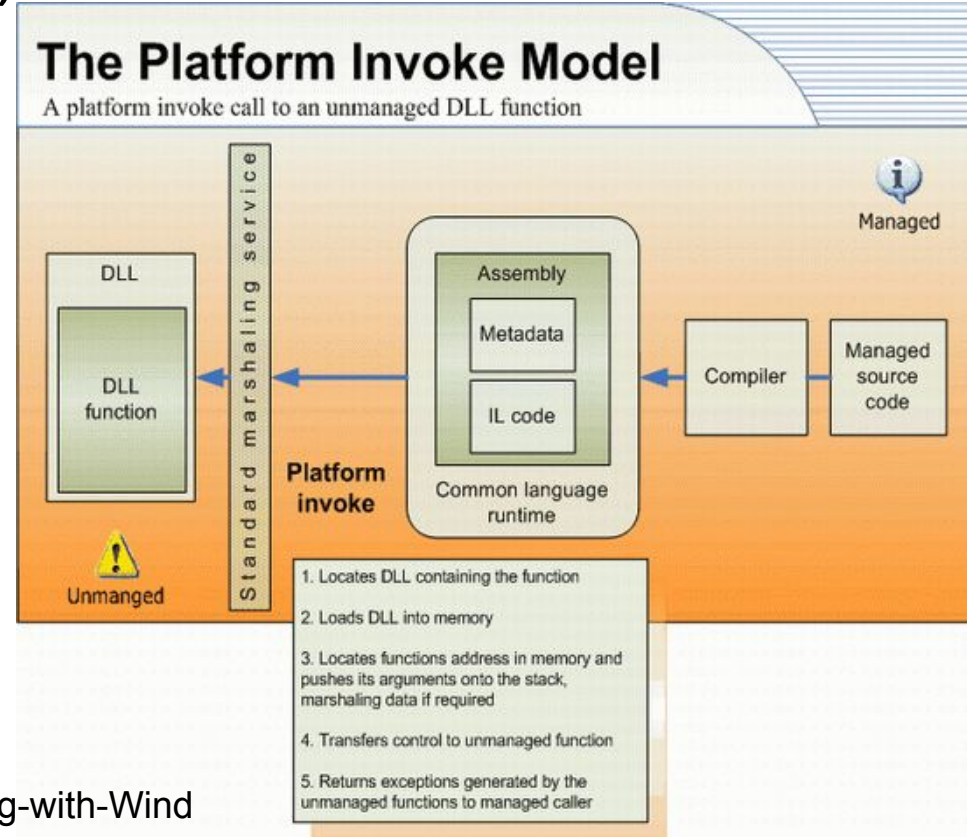 The Platform Invoke Model
A platform invoke call to an unmanaged DLL function
Standard marshaling service
Managed
DLL
DLL
function
Assembly
Metadata
IL code
Common language
runtime
Compiler
Managed
source
code
Platform
invoke
Unmanged
1. Locates DLL containing the function
2. Loads DLL into memory
3. Locates functions address in memory and
pushes its arguments onto the stack,
marshaling data if required
4. Transfers control to unmanaged function
5. Returns exceptions generated by the
unmanaged functions to managed caller
g-with-Wind